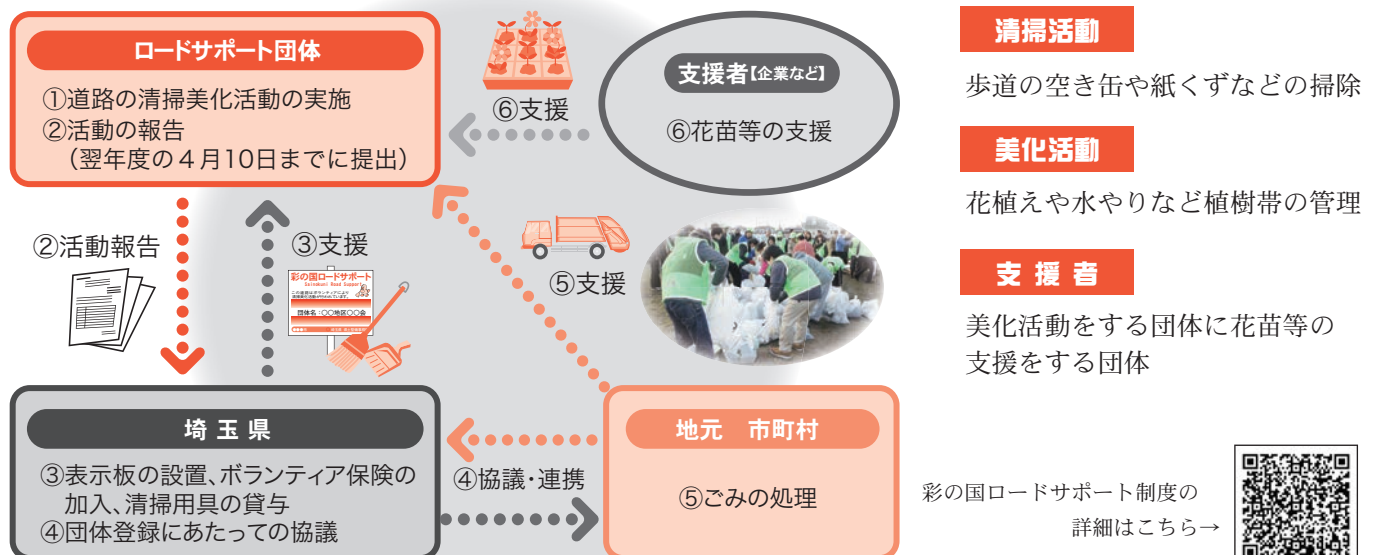 ロードサポート団体
①道路の清掃美化活動の実施
②活動の報告
（翌年度の４月10日までに提出）
⑥支援
支援者【企業など】
⑥花苗等の支援
②活動報告
③支援
彩の国ロードサポート
Sainokuni Road Support
団体名：〇〇地区〇〇会
⑤支援
埼玉県
③表示板の設置、ボランティア保険の
加入、清掃用具の貸与
④団体登録にあたっての協議
④協議・連携
地元　市町村
⑤ごみの処理
清掃活動
歩道の空き缶や紙くずなどの掃除
美化活動
花植えや水やりなど植樹帯の管理
支援者
美化活動をする団体に花苗等の
支援をする団体
彩の国ロードサポート制度の
詳細はこちら→